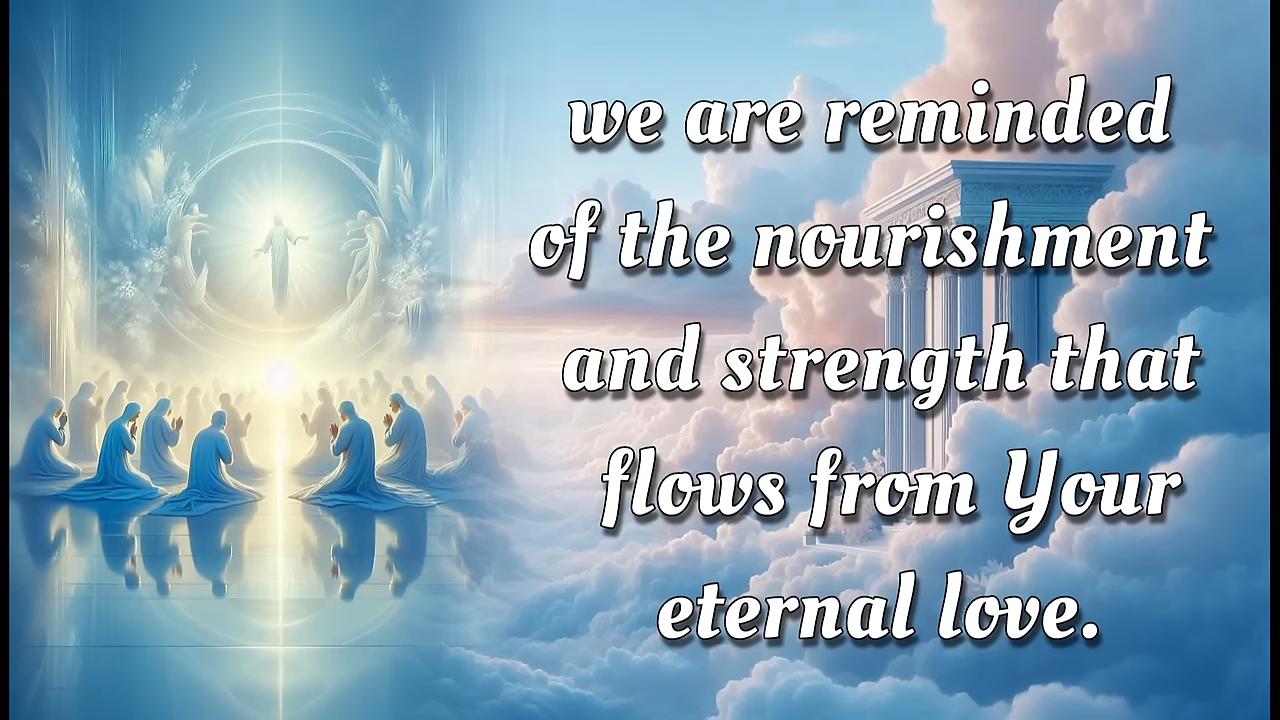 we are reminded
of the nourishment
and strength that
flows from Your
eternal love.